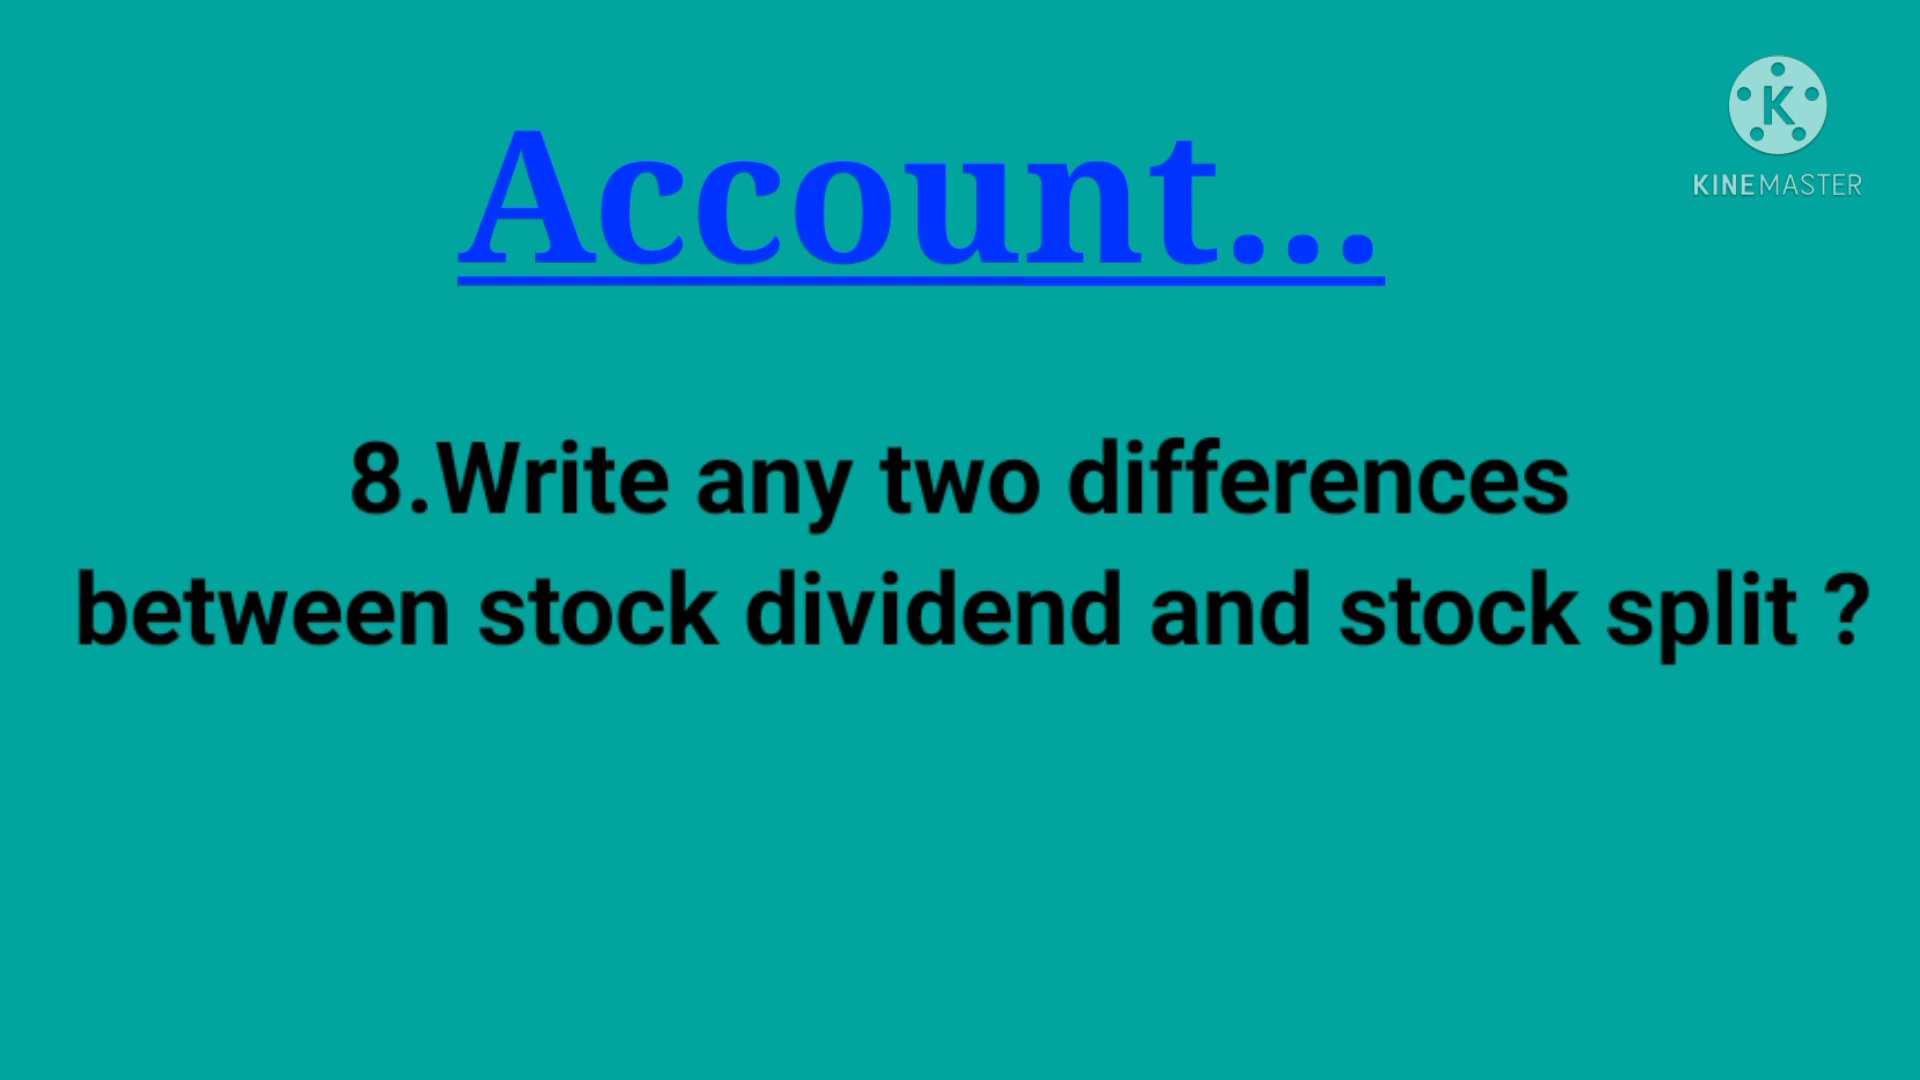 KINEMASTER
Account...
8.Write any two differences
between stock dividend and stock split ?